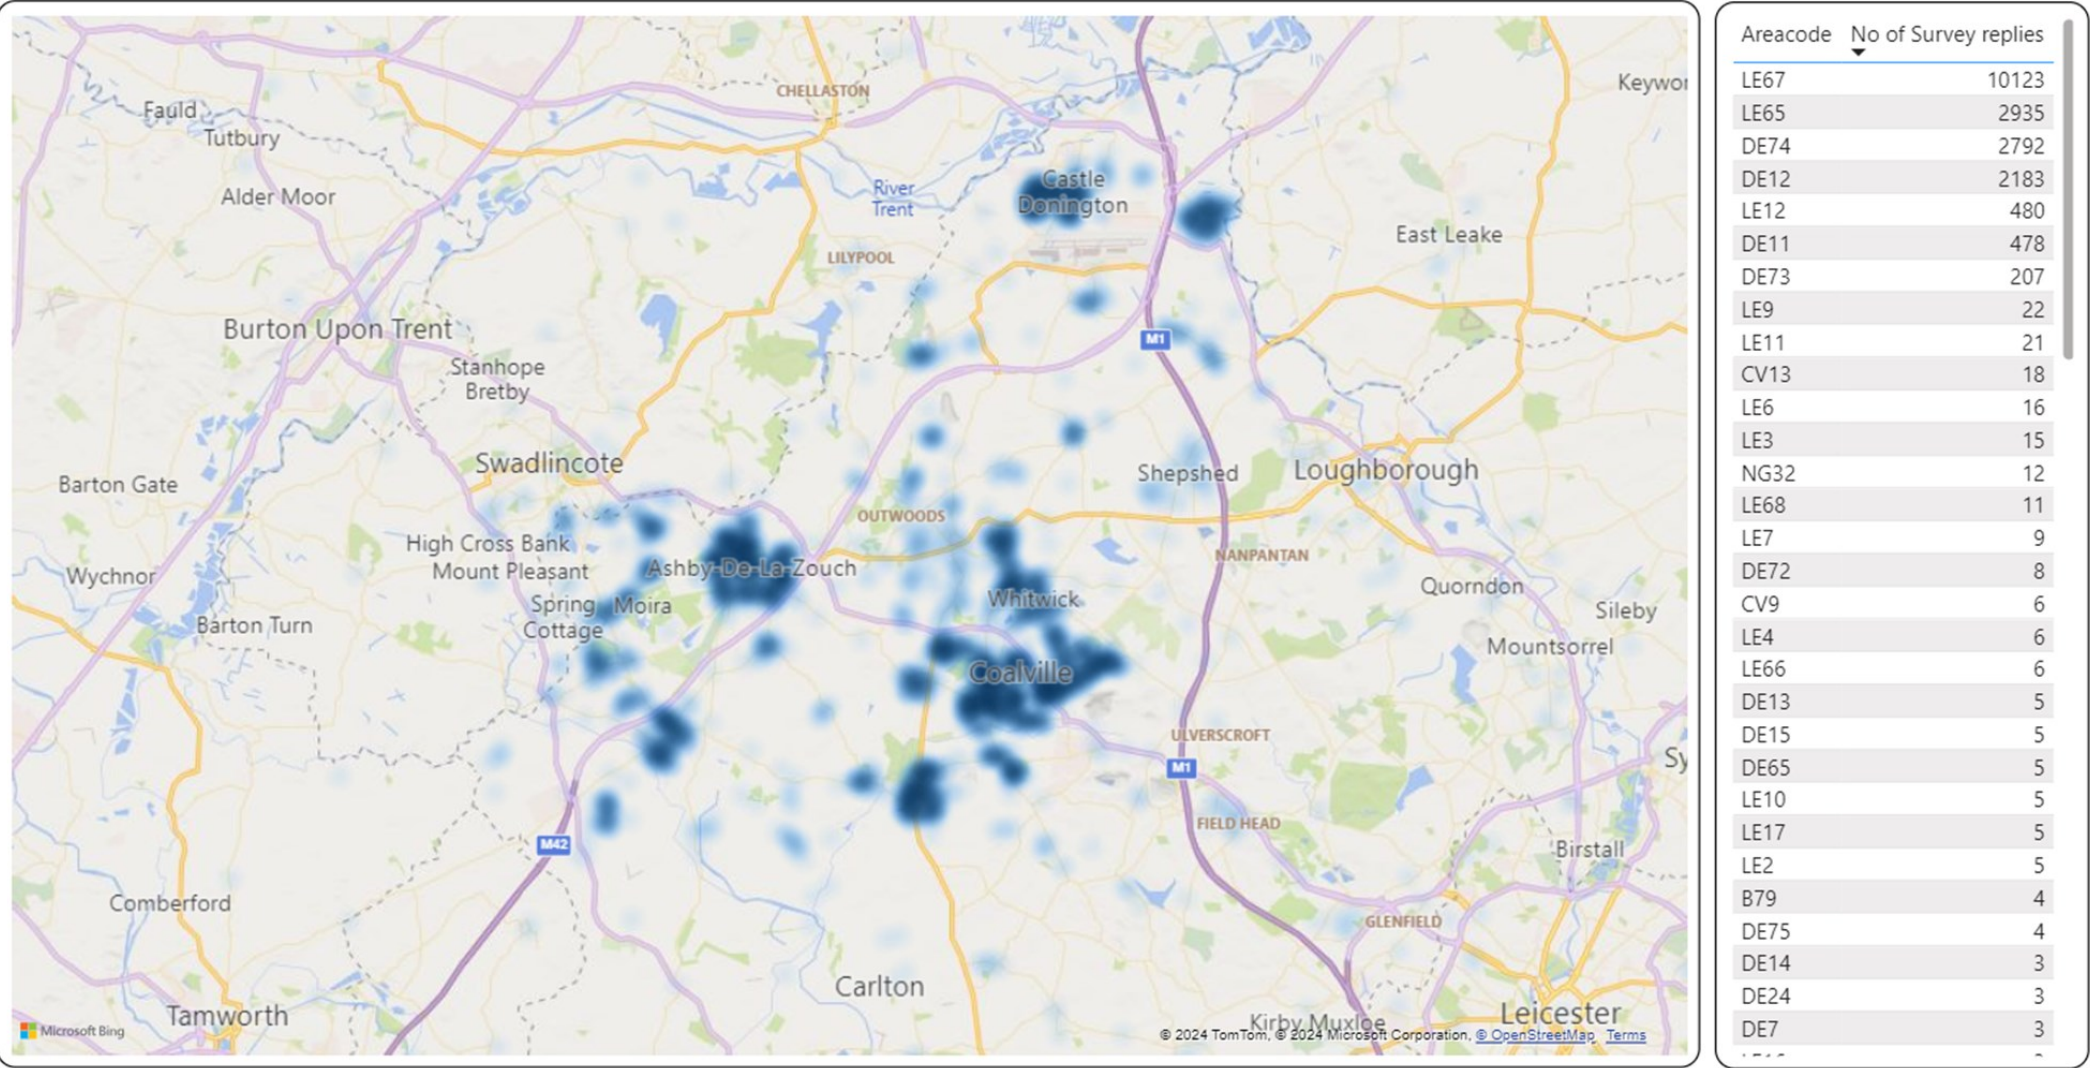 CHELLASTON
Keywor
Fauld
Tutbury
Castle
Donington
River
Trent
Alder Moor
East Leake
LILYPOOL
Burton Upon Trent
M1
Stanhope
Bretby
Swadlincote
Shepshed
Loughborough
Barton Gate
OUTWOODS
High Cross Bank
Mount Pleasant
Ashby-De-La-Zouch
NANPANTAN
Wychnor
Quorndon
Spring
Cottage
Moira
Whitwick
Sileby
Barton Turn
Mountsorrel
Coalville
ULVERSCROFT
Sy
M1
FIELD HEAD
M42
Birstall
Comberford
GLENFIELD
Carlton
Tamworth
Leicester
Kirby Muxloe
Microsoft Bing
© 2024 TomTom, © 2024 Microsoft Corporation, © OpenStreetMap Terms
Areacode No of Survey replies
LE67 10123
LE65 2935
DE74 2792
DE12 2183
LE12 480
DE11 478
DE73 207
LE9 22
LE11 21
CV13 18
LE6 16
LE3 15
NG32 12
LE68 11
LE7 9
DE72 8
CV9 6
LE4 6
LE66 6
DE13 5
DE15 5
DE65 5
LE10 5
LE17 5
LE2 5
B79 4
DE75 4
DE14 3
DE24 3
DE7 3